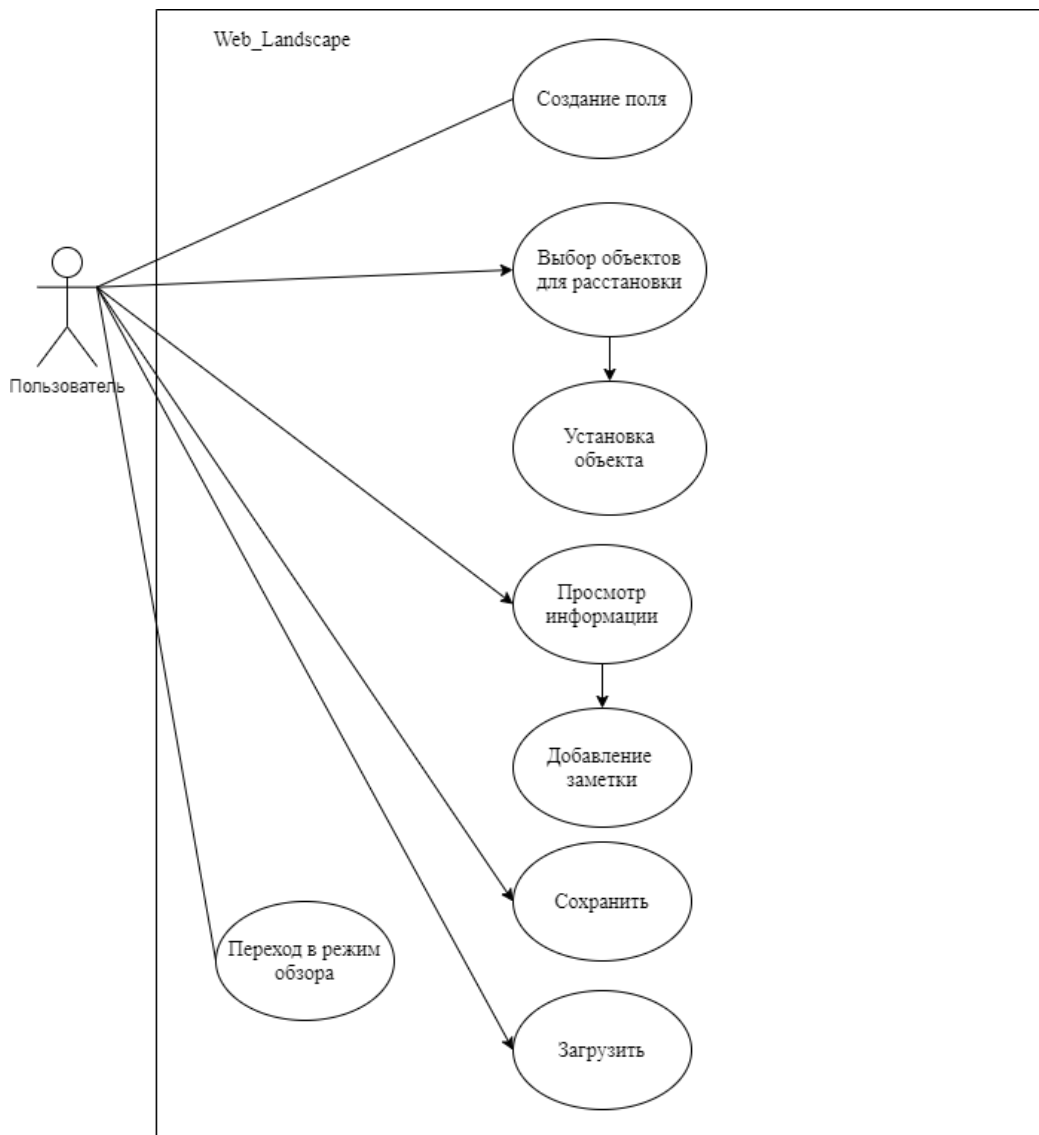 Web_Landscape
Создание поля
Выбор объектов
для расстановки
Пользователь
Установка
объекта
Просмотр
информации
Добавление
заметки
Сохранить
Переход в режим
обзора
Загрузить